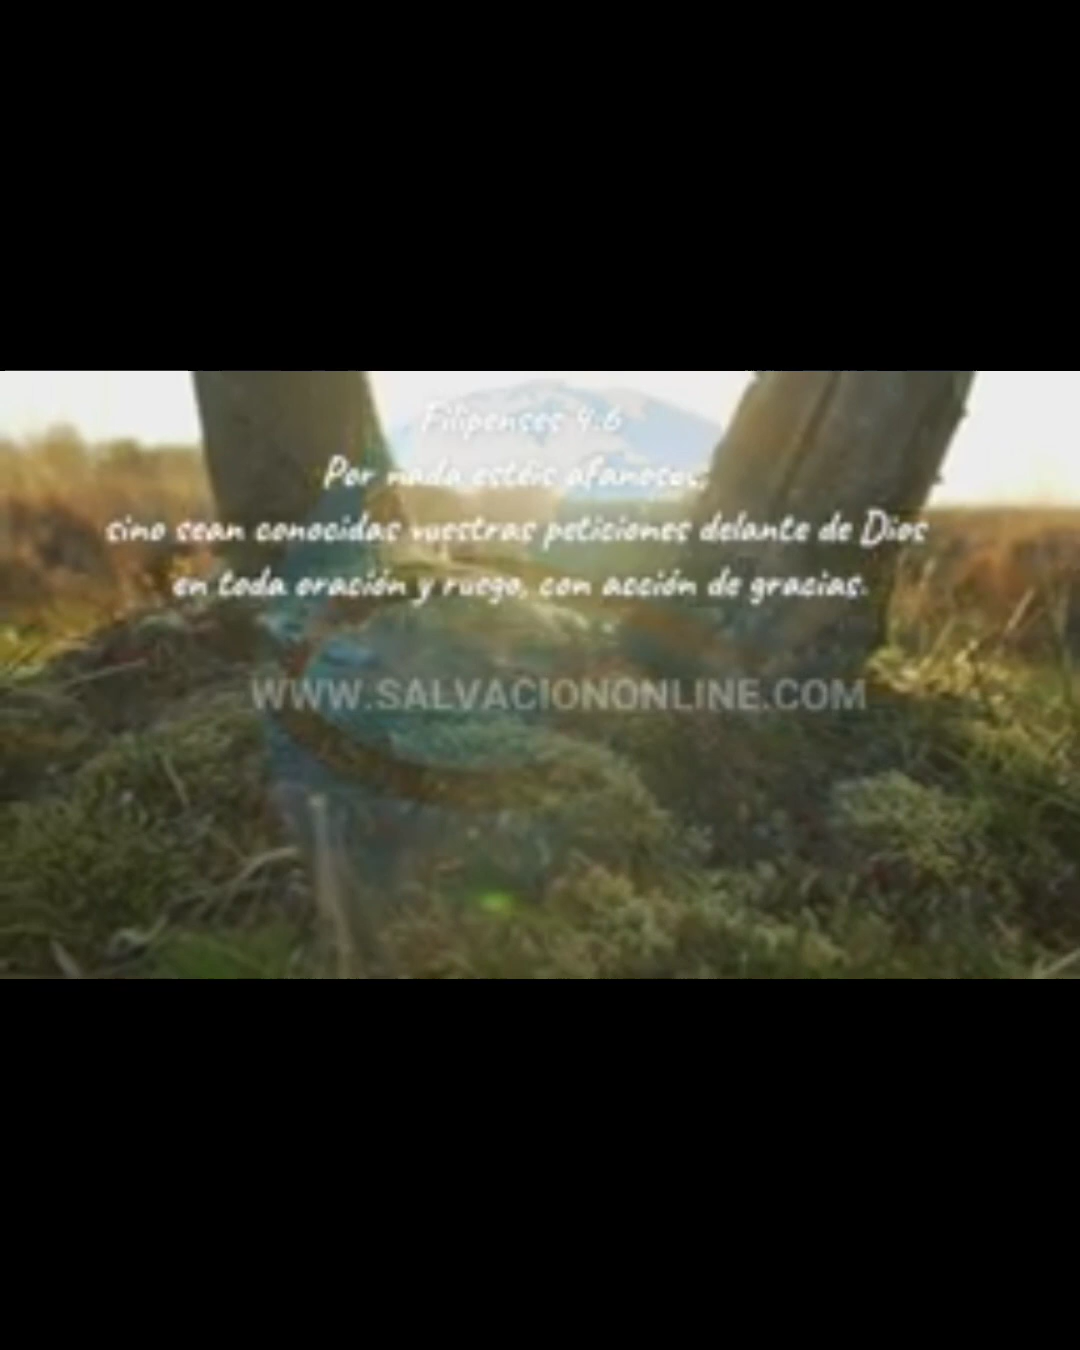 Filipenses 4:6
Por nada estéis afanosos,
sino sean conocidas vuestras peticiones delante de Dios
en toda oración y ruego, con acción de gracias.
WWW.SALVACIONONLINE.COM